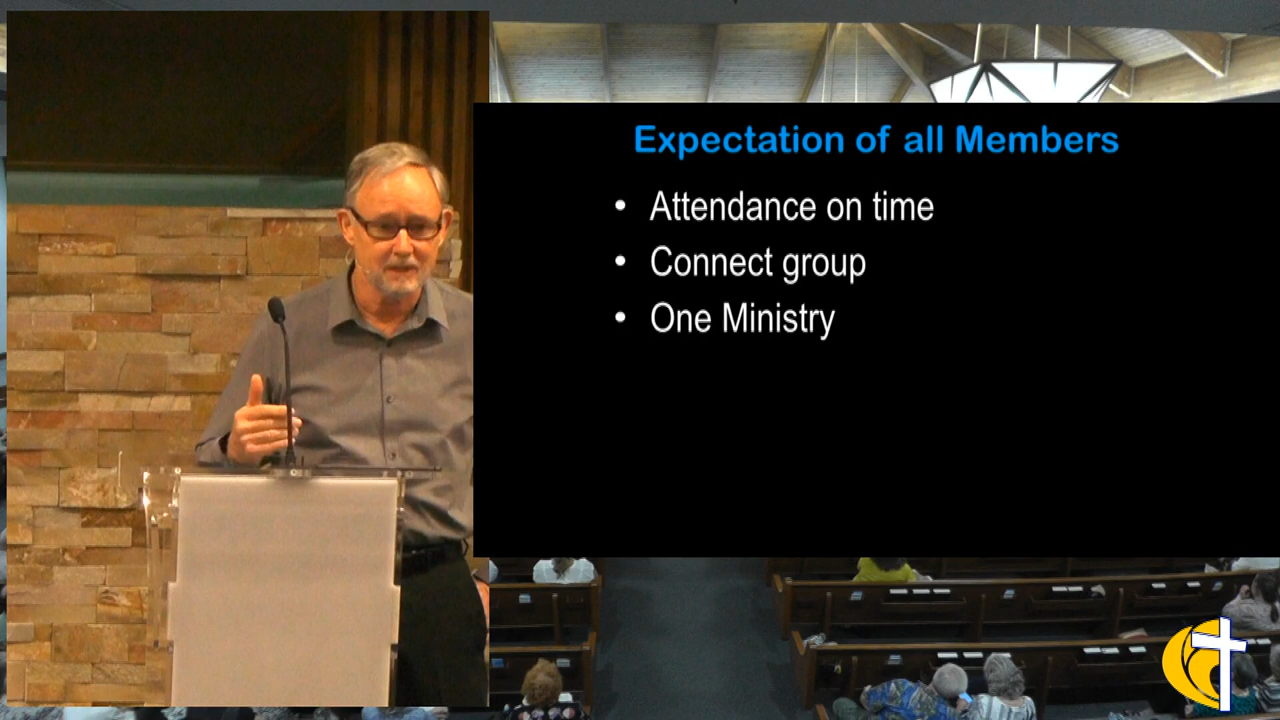 Expectation of all Members
• Attendance on time
• Connect group
• One Ministry